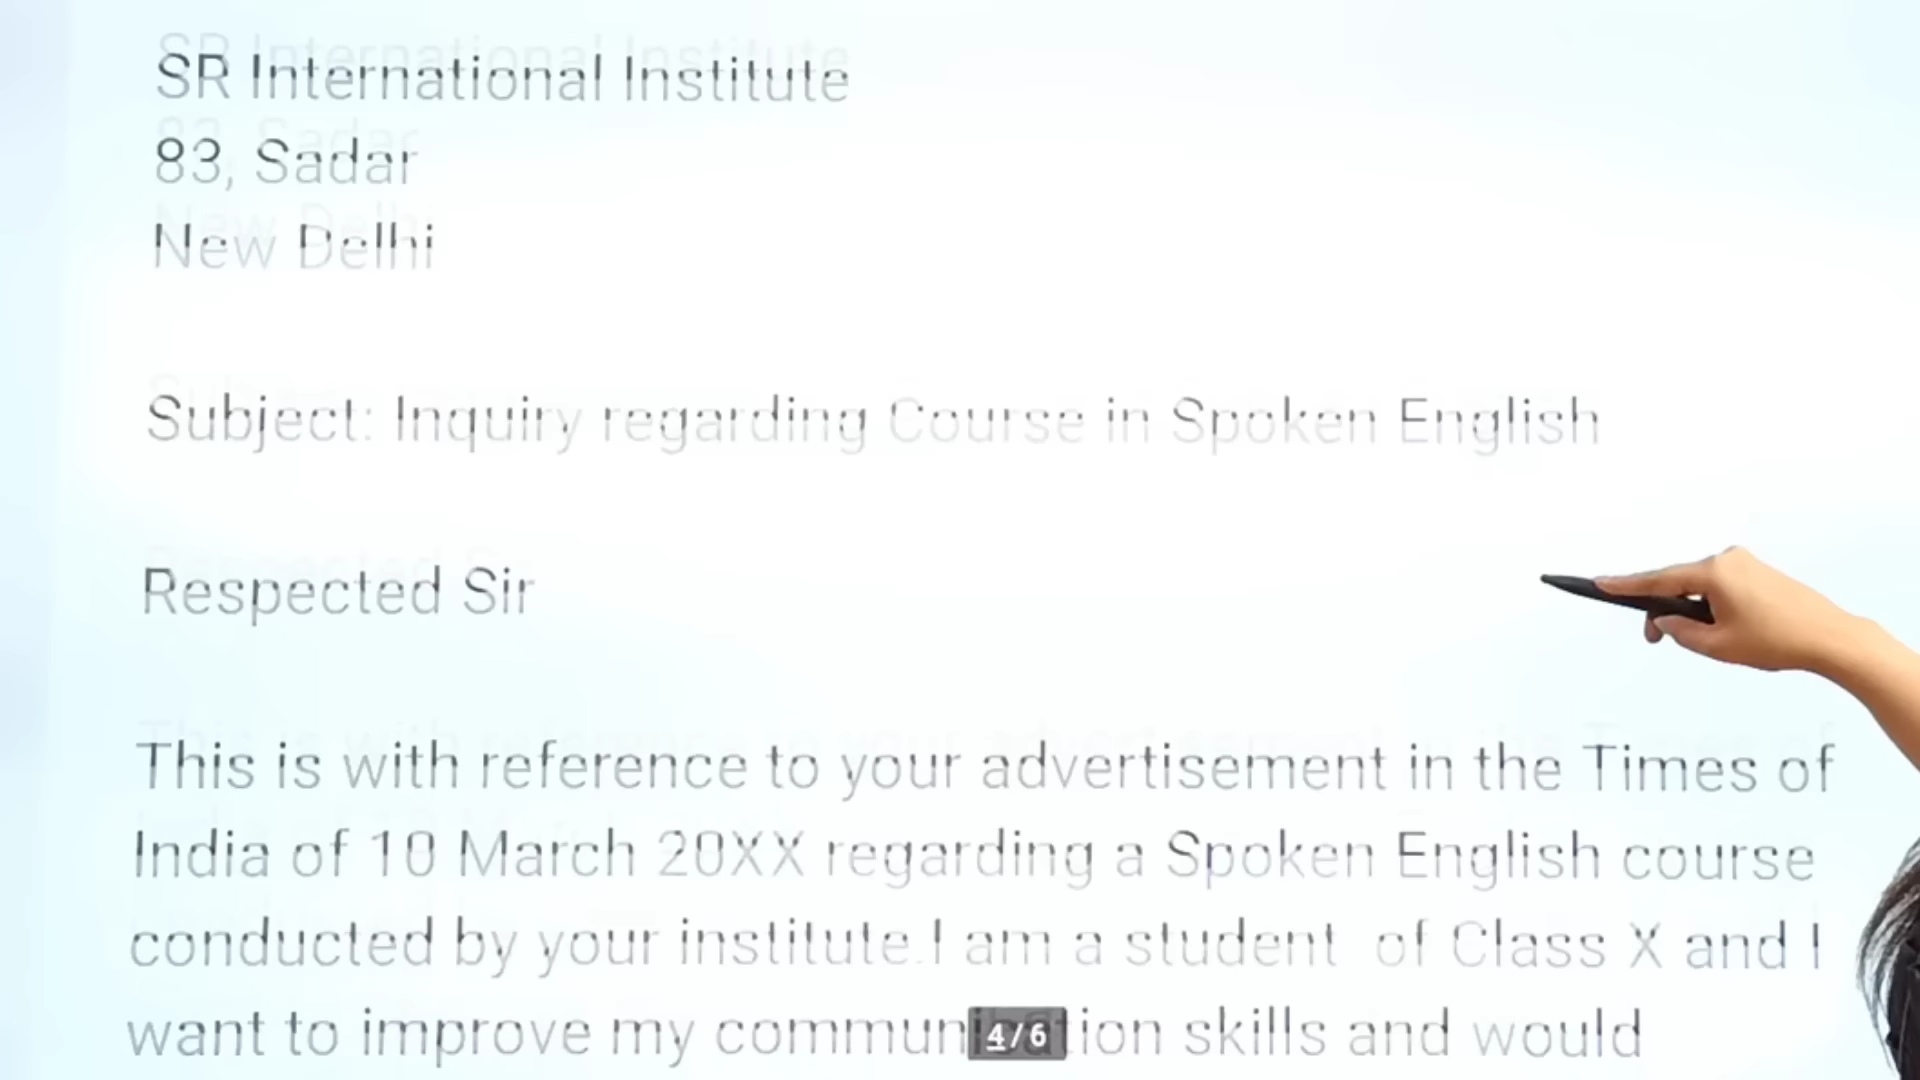 SR International Institute
83, Sadar
New Delhi
Subject: Inquiry regarding Course in Spoken English
Respected Sir
This is with reference to your advertisement in the Times of
India of 10 March 20XX regarding a Spoken English course
conducted by your institute.I am a student of Class X and I
want to improve my communication skills and would
4/6